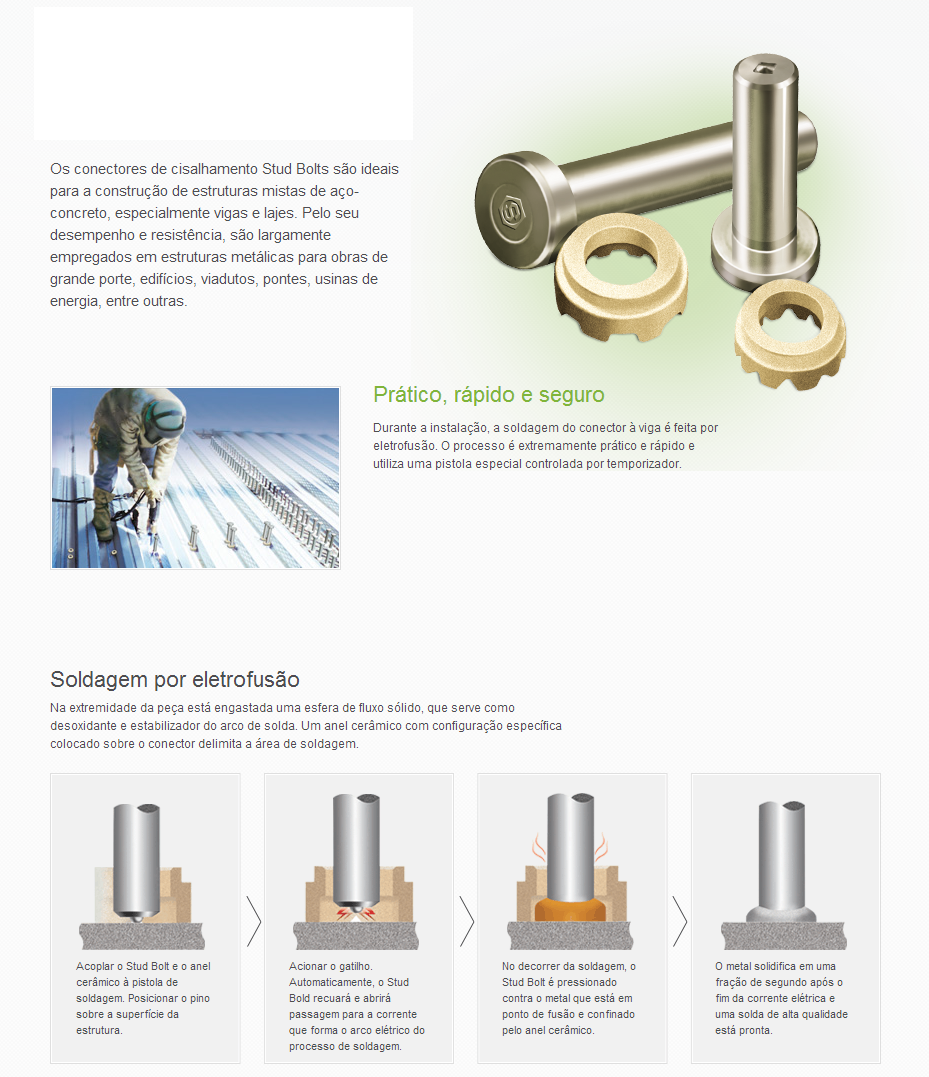 Os conectores de cisalhamento Stud Bolts são ideais
para a construção de estruturas mistas de aço-
concreto, especialmente vigas e lajes. Pelo seu
desempenho e resistência, são largamente
empregados em estruturas metálicas para obras de
grande porte, edifícios, viadutos, pontes, usinas de
energia, entre outras.
Prático, rápido e seguro
Durante a instalação, a soldagem do conector à viga é feita por
eletrofusão. O processo é extremamente prático e rápido e
utiliza uma pistola especial controlada por temporizador.
Soldagem por eletrofusão
Na extremidade da peça está engastada uma esfera de fluxo sólido, que serve como
desoxidante e estabilizador do arco de solda. Um anel cerâmico com configuração específica
colocado sobre o conector delimita a área de soldagem.
Acoplar o Stud Bolt e o anel
cerâmico à pistola de
soldagem. Posicionar o pino
sobre a superfície da
estrutura.
Acionar o gatilho.
Automaticamente, o Stud
Bold recuará e abrirá
passagem para a corrente
que forma o arco elétrico do
processo de soldagem.
No decorrer da soldagem, o
Stud Bolt é pressionado
contra o metal que está em
ponto de fusão e confinado
pelo anel cerâmico.
O metal solidifica em uma
fração de segundo após o
fim da corrente elétrica e
uma solda de alta qualidade
está pronta.